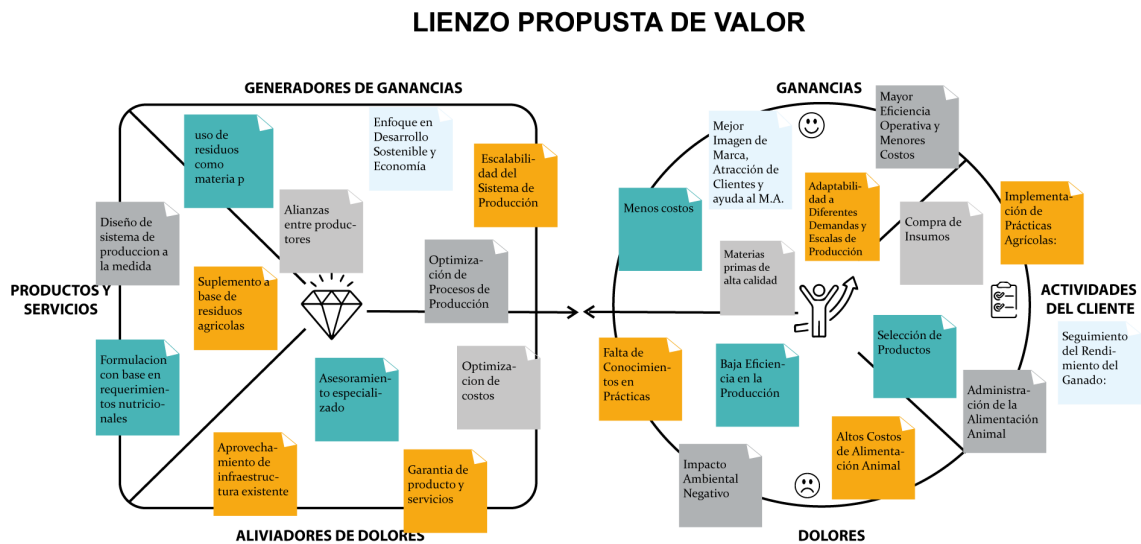 LIENZO PROPUSTA DE VALOR
GENERADORES DE GANANCIAS
uso de
residuos
como
materia p
Enfoque en
Desarrollo
Sostenible y
Economía
Escalabili-
dad del
Sistema de
Producción
Alianzas
entre produc-
tores
Optimiza-
ción de
Procesos de
Producción
PRODUCTOS Y
SERVICIOS
Diseño de
sistema de
produccion a
la medida
Suplemento a
base de
residuos
agricolas
Formulacion
con base en
requerimien-
tos nutricio-
nales
Asesoramien-
to especiali-
zado
Optimiza-
cion de
costos
Aprovecha-
miento de
infraestruc-
tura existente
Garantia de
producto y
servicios
ALIVIADORES DE DOLORES
GANANCIAS
Mejor
Imagen de
Marca,
Atracción de
Clientes y
ayuda al M.A.
Mayor
Eficiencia
Operativa y
Menores
Costos
Menos costos
Adaptabili-
dad a
Diferentes
Demandas y
Escalas de
Producción
Materias
primas de
alta calidad
Compra de
Insumos
Implementa-
ción de
Prácticas
Agrícolas:
ACTIVIDADES
DEL CLIENTE
Seguimiento
del Rendi-
miento del
Ganado:
Selección de
Productos
Administra-
ción de la
Alimentación
Animal
Falta de
Conocimien-
tos en
Prácticas
Baja Eficien-
cia en la
Producción
Impacto
Ambiental
Negativo
Altos Costos
de Alimenta-
ción Animal
DOLORES